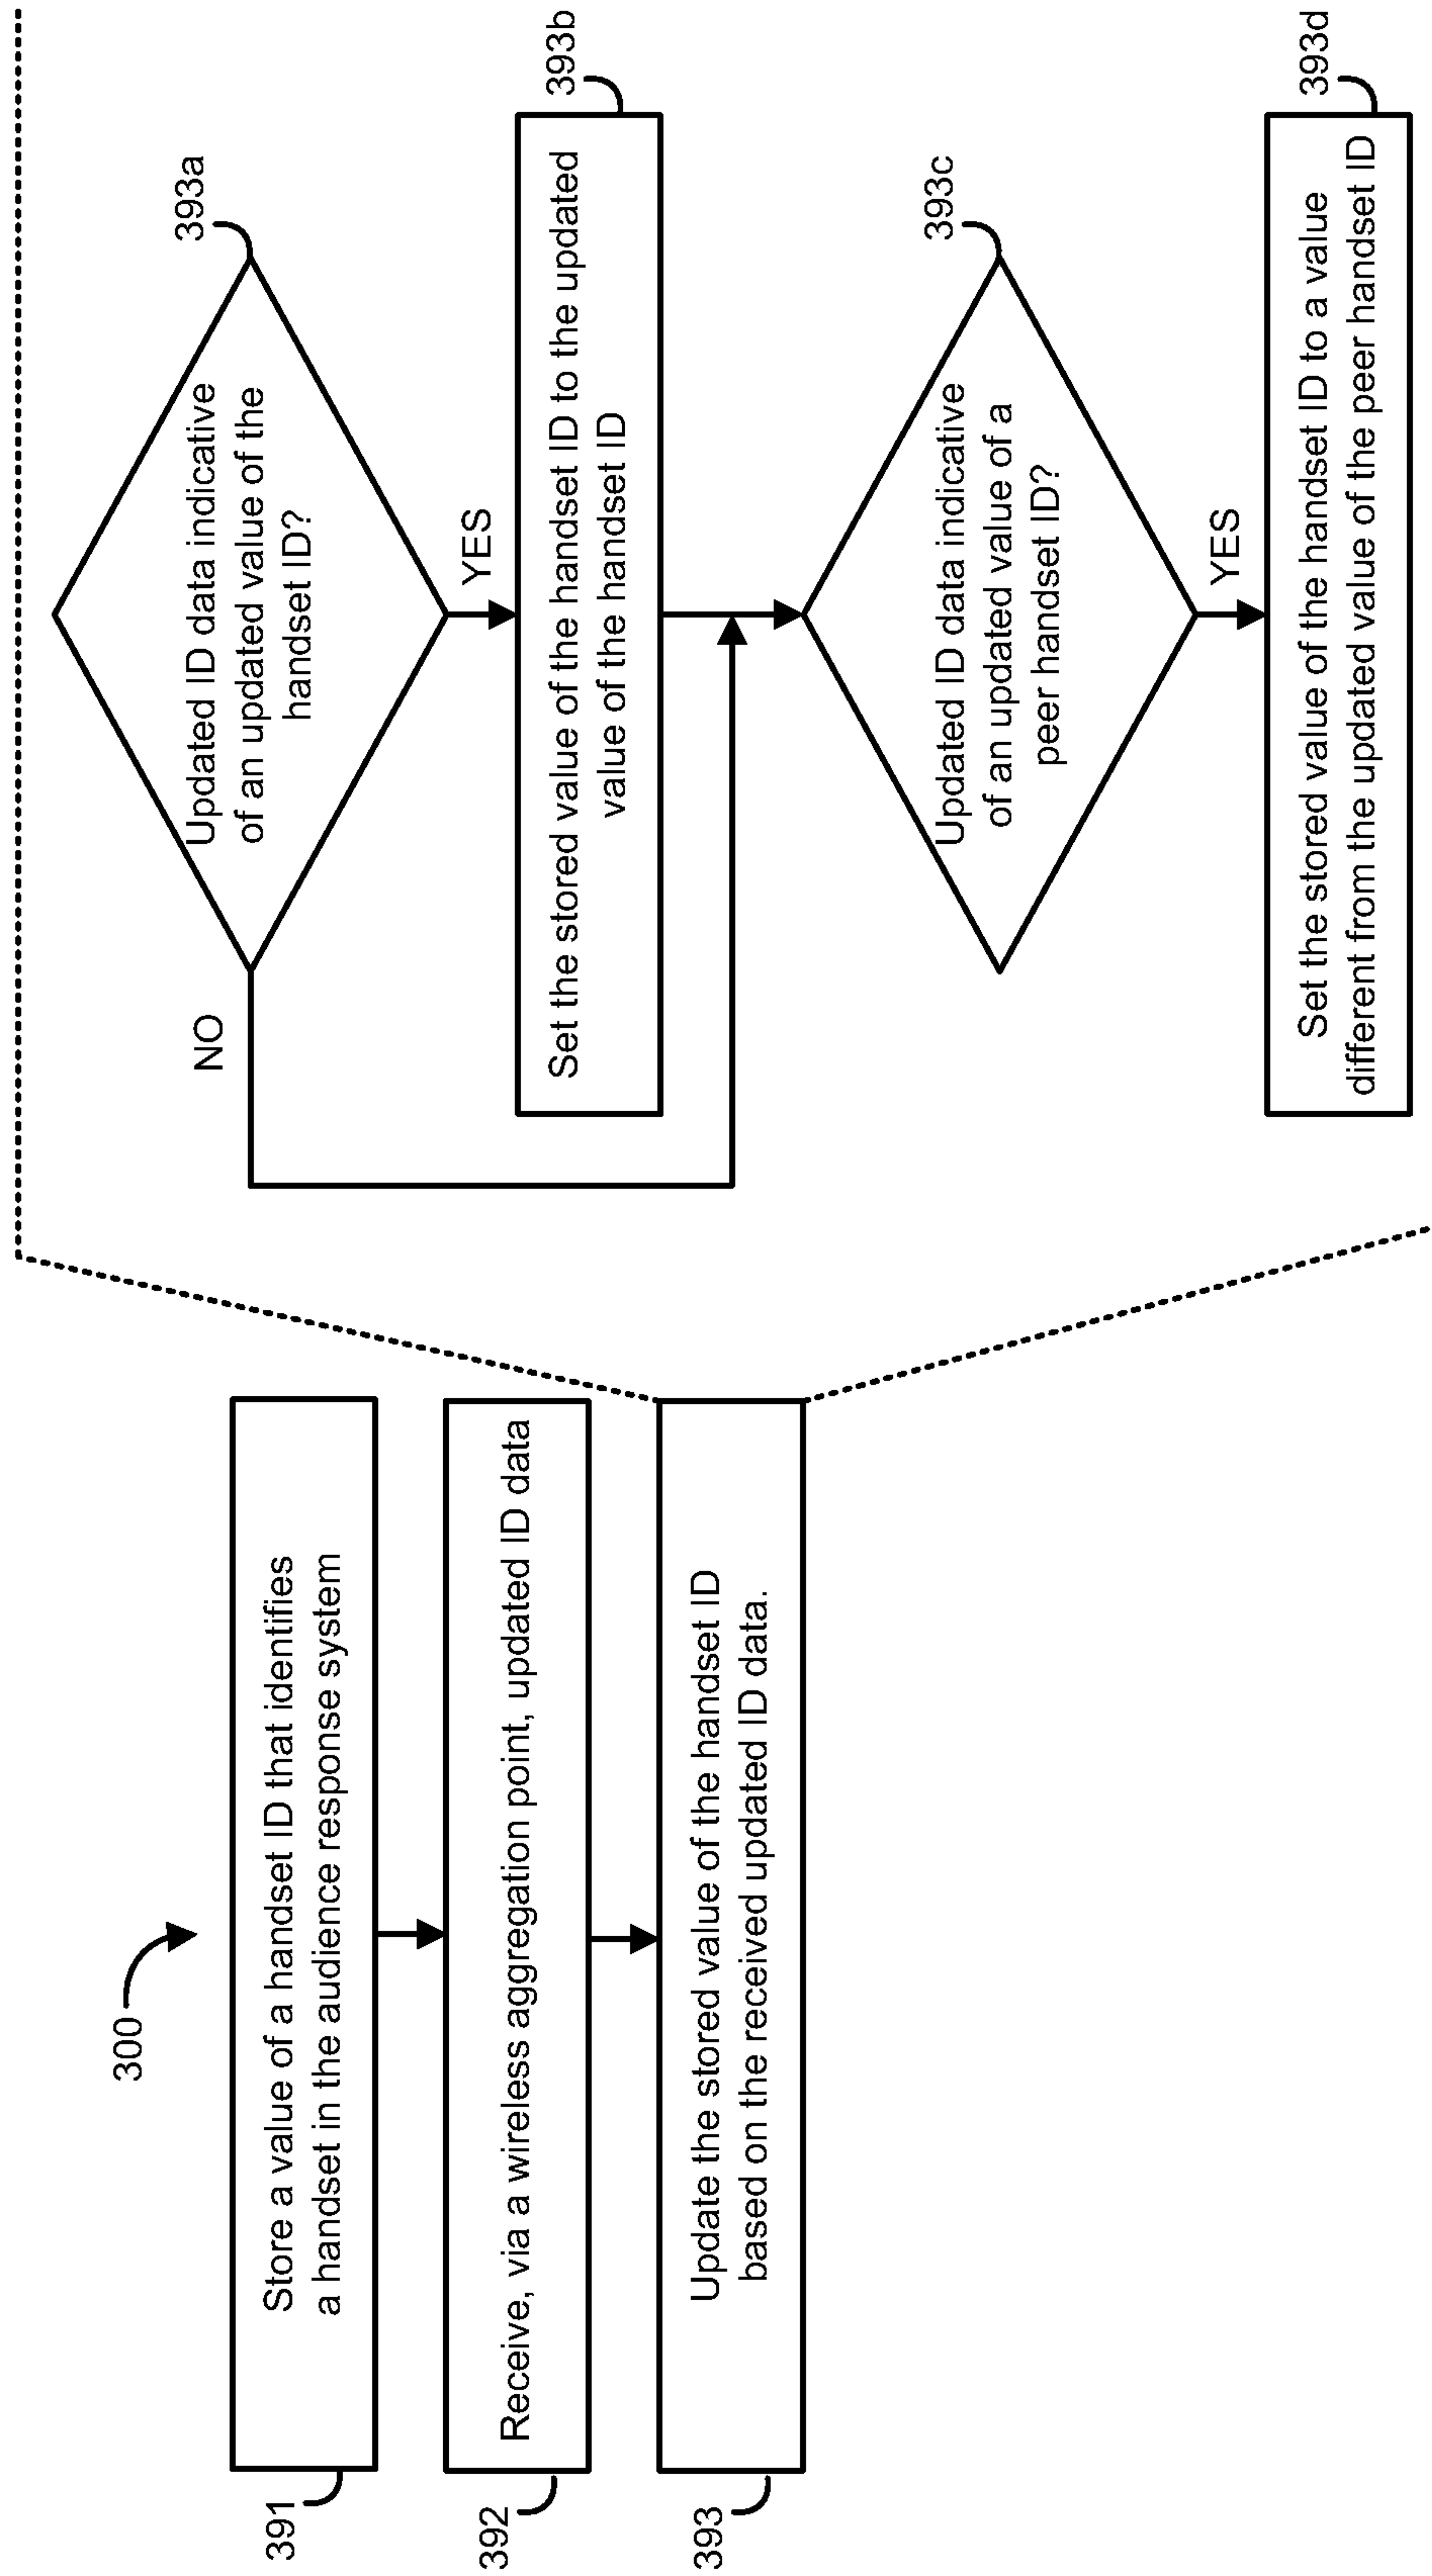 300
391
Store a value of a handset ID that identifies
a handset in the audience response system
392
Receive, via a wireless aggregation point, updated ID data
393
Update the stored value of the handset ID
based on the received updated ID data.
393a
Updated ID data indicative
of an updated value of the
handset ID?
NO
YES
393b
Set the stored value of the handset ID to the updated
value of the handset ID
393c
Updated ID data indicative
of an updated value of a
peer handset ID?
YES
393d
Set the stored value of the handset ID to a value
different from the updated value of the peer handset ID